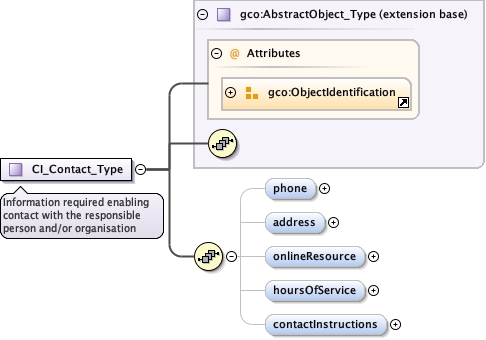 gco:AbstractObject_Type (extension base)
@ Attributes
gco:ObjectIdentification
CI_Contact_Type
Information required enabling
contact with the responsible
person and/or organisation
phone
address
onlineResource
hoursOfService
contactInstructions